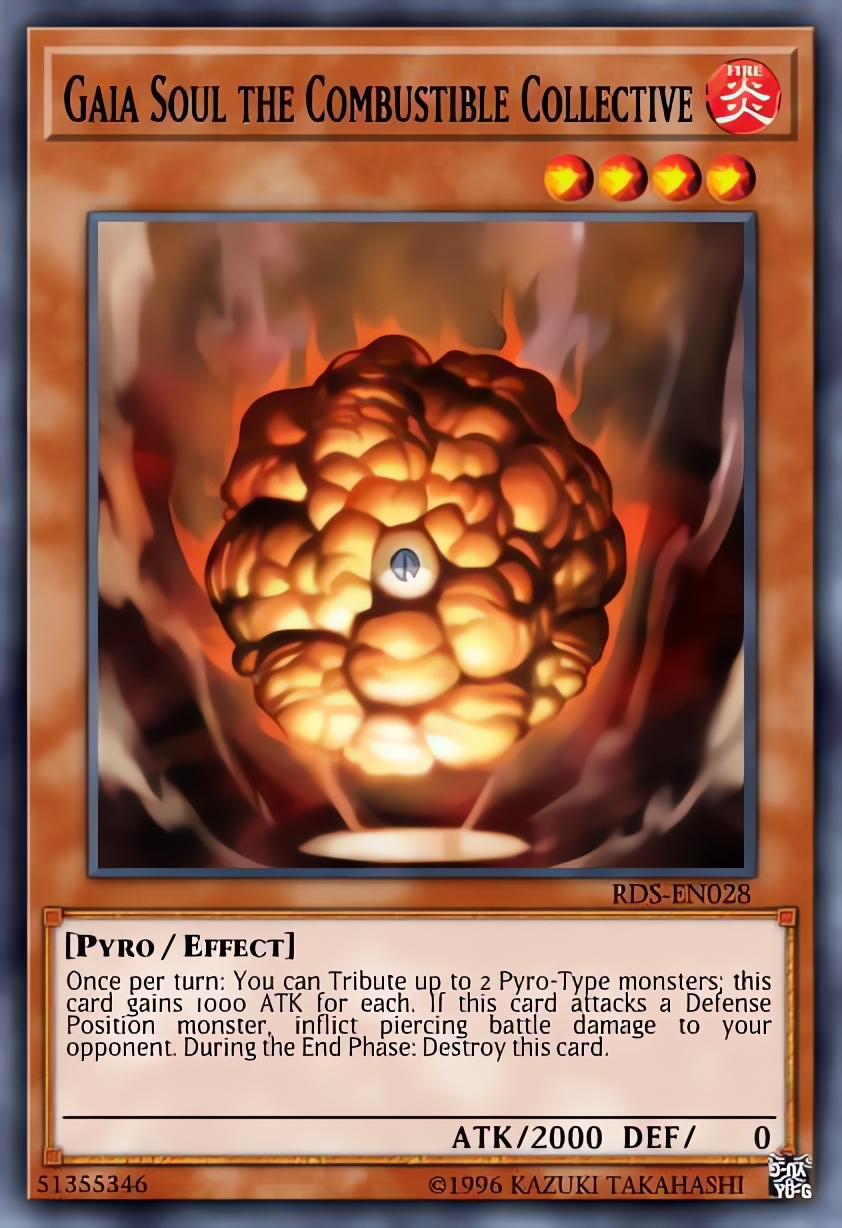 Gaia Soul the Combustible Collective
FIRE
炎
RDS-EN028
[Pyro / Effect]
Once per turn: You can Tribute up to 2 Pyro-Type monsters; this
card gains 1000 ATK for each. If this card attacks a Defense
Position monster, inflict piercing battle damage to your
opponent. During the End Phase: Destroy this card.
ATK/2000 DEF/ 0
51355346
©1996 KAZUKI TAKAHASHI